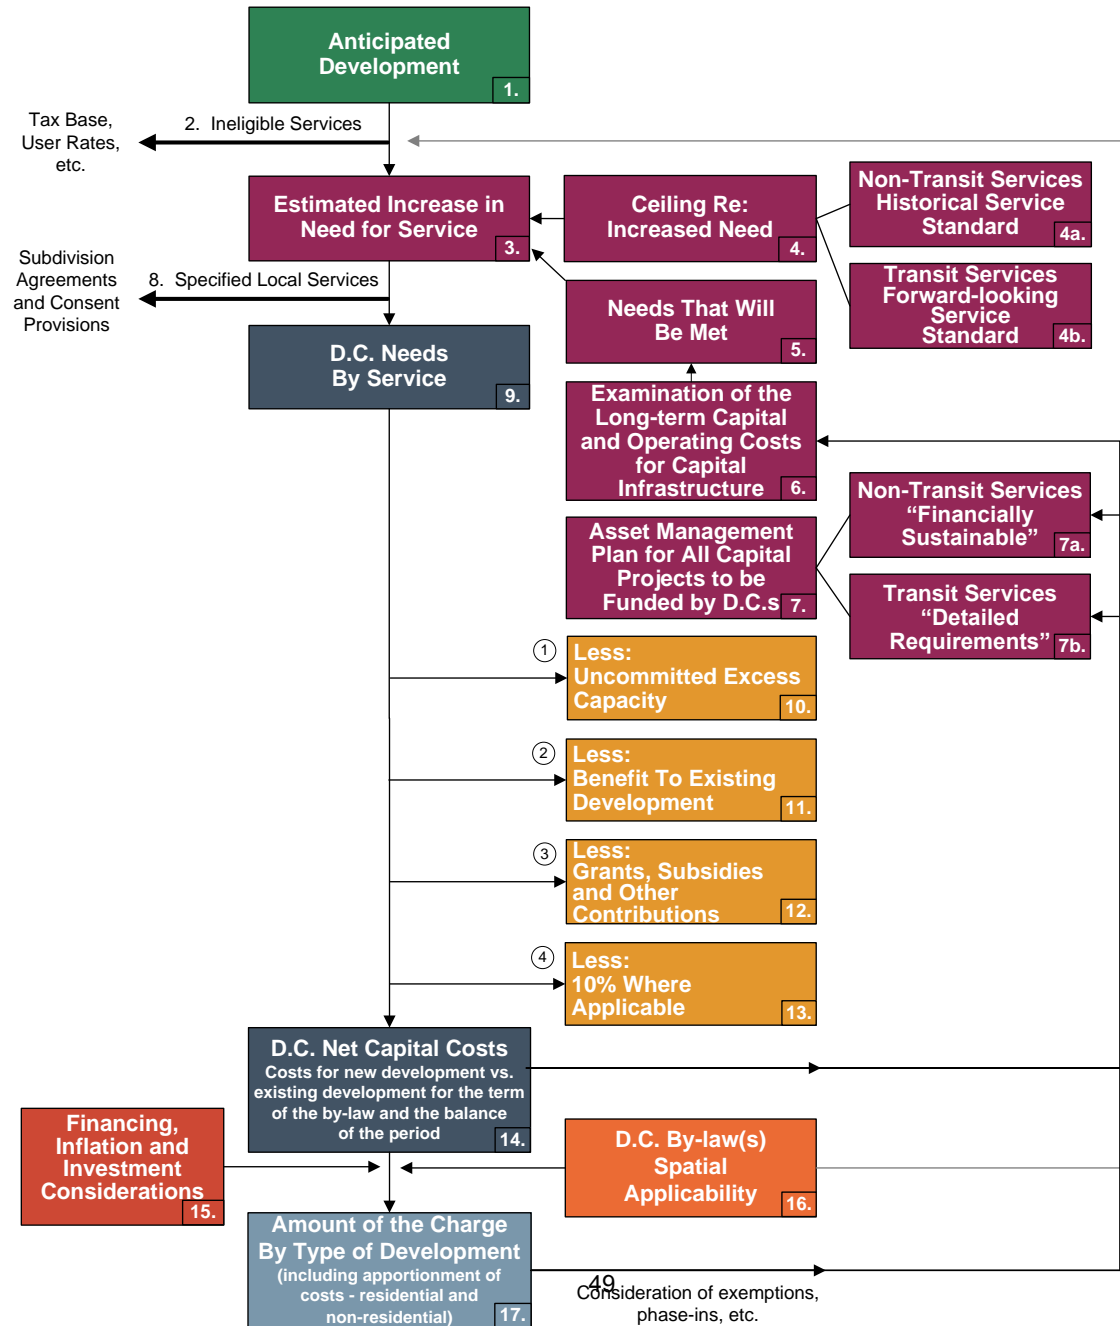 Anticipated
Development
1.
Tax Base,
User Rates,
etc.
2. Ineligible Services
Estimated Increase in
Need for Service
3.
Ceiling Re:
Increased Need
4.
Non-Transit Services
Historical Service
Standard
4a.
Transit Services
Forward-looking
Service
Standard
4b.
Subdivision
Agreements
and Consent
Provisions
8. Specified Local Services
Needs That Will
Be Met
5.
D.C. Needs
By Service
9.
Examination of the
Long-term Capital
and Operating Costs
for Capital
Infrastructure
6.
Non-Transit Services
“Financially
Sustainable”
7a.
Asset Management
Plan for All Capital
Projects to be
Funded by D.C.s
7.
Transit Services
“Detailed
Requirements”
7b.
1
Less:
Uncommitted Excess
Capacity
10.
2
Less:
Benefit To Existing
Development
11.
3
Less:
Grants, Subsidies
and Other
Contributions
12.
4
Less:
10% Where
Applicable
13.
D.C. Net Capital Costs
Costs for new development vs.
existing development for the term
of the by-law and the balance
of the period
14.
Financing,
Inflation and
Investment
Considerations
15.
D.C. By-law(s)
Spatial
Applicability
16.
Amount of the Charge
By Type of Development
(including apportionment of
costs - residential and
non-residential)
17.
49
Consideration of exemptions,
phase-ins, etc.